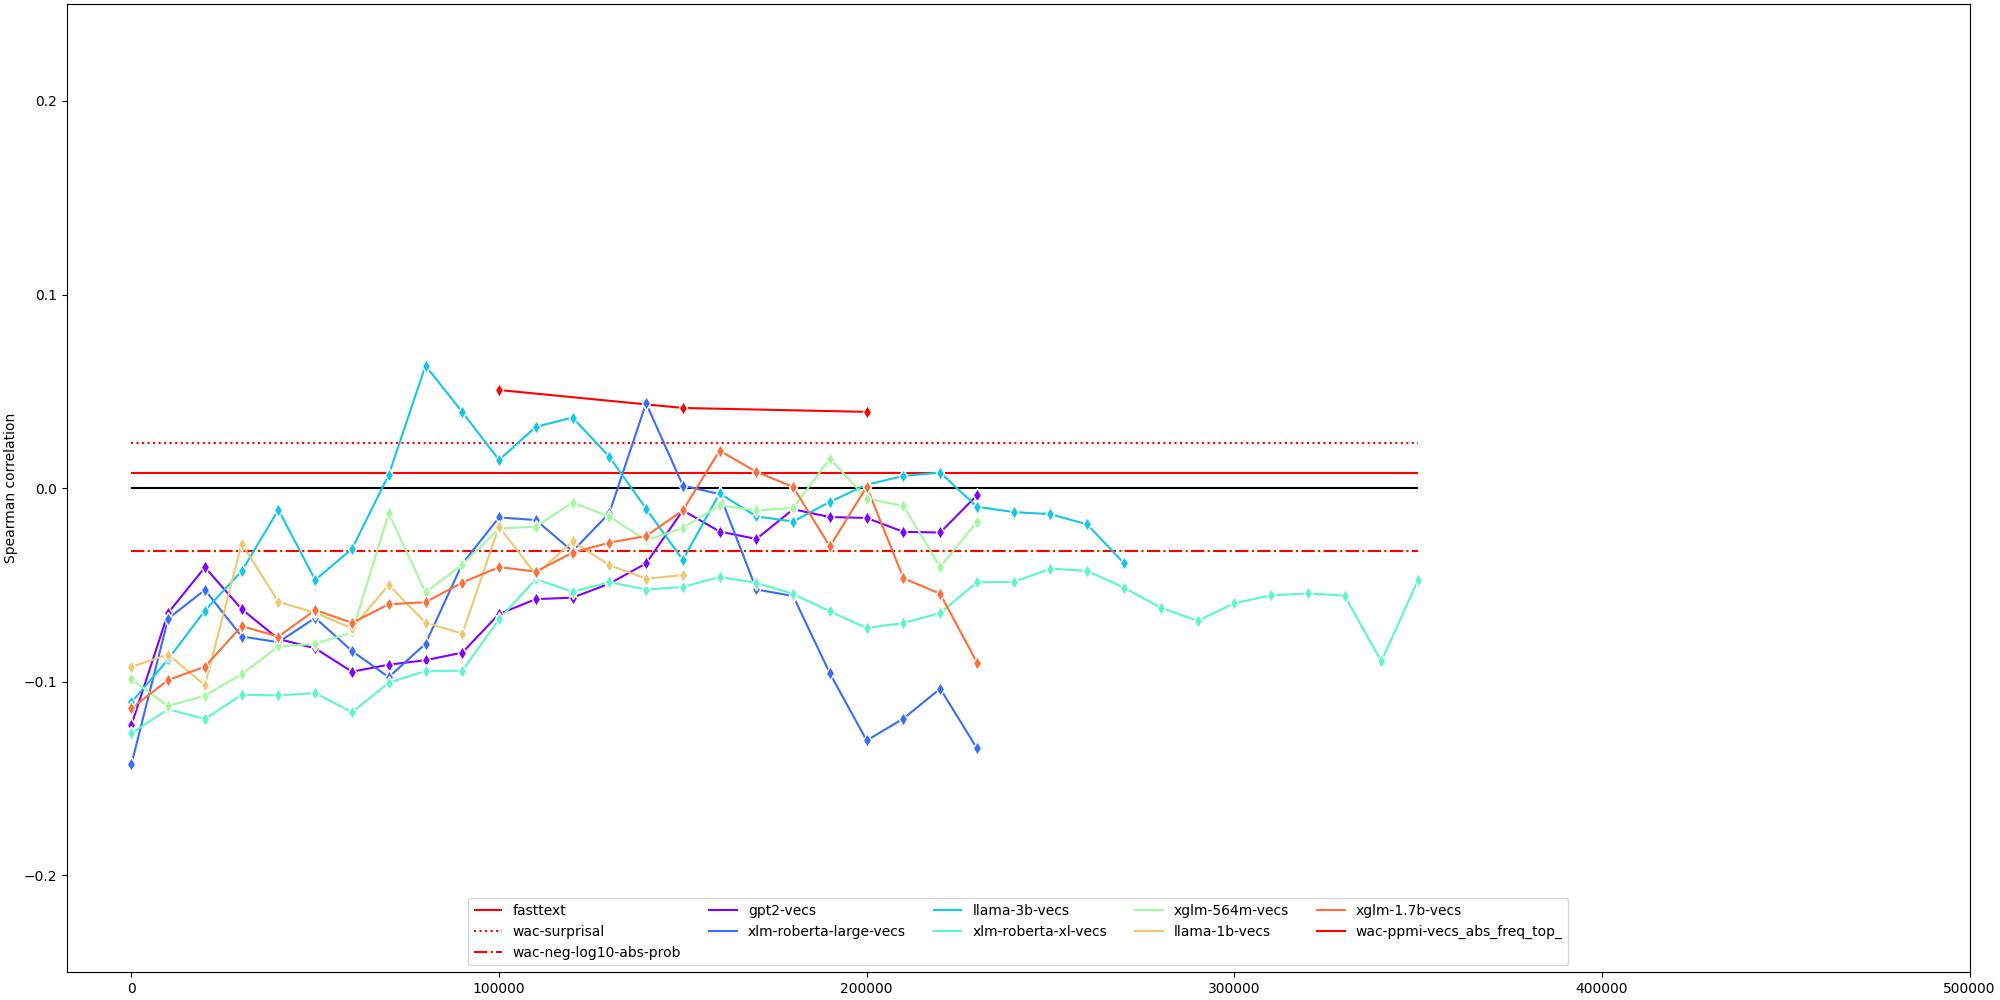 0.2
0.1
0.0
−0.1
−0.2
Spearman correlation
fasttext
wac-surprisal
wac-neg-log10-abs-prob
gpt2-vecs
xlm-roberta-large-vecs
llama-3b-vecs
xlm-roberta-xl-vecs
xglm-564m-vecs
llama-1b-vecs
xglm-1.7b-vecs
wac-ppmi-vecs_abs_freq_top_
0 100000 200000 300000 400000 500000